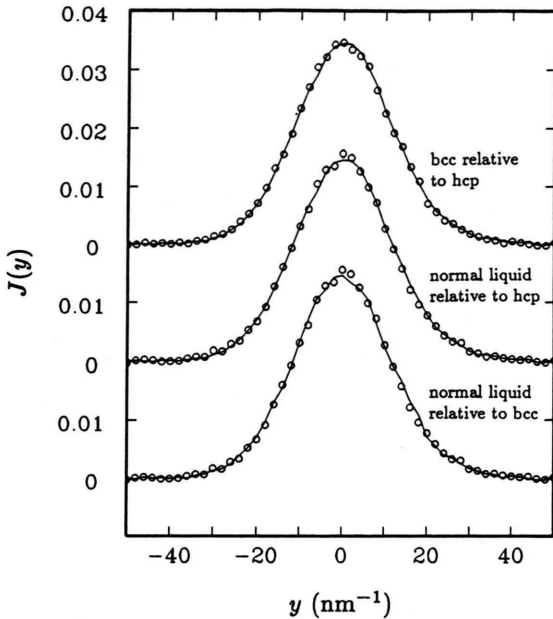 0.04
0.03
0.02
0.01
0
0.01
0
0.01
0
J(y)
bcc relative
to hcp
normal liquid
relative to hcp
normal liquid
relative to bcc
−40 −20 0 20 40
y (nm⁻¹)